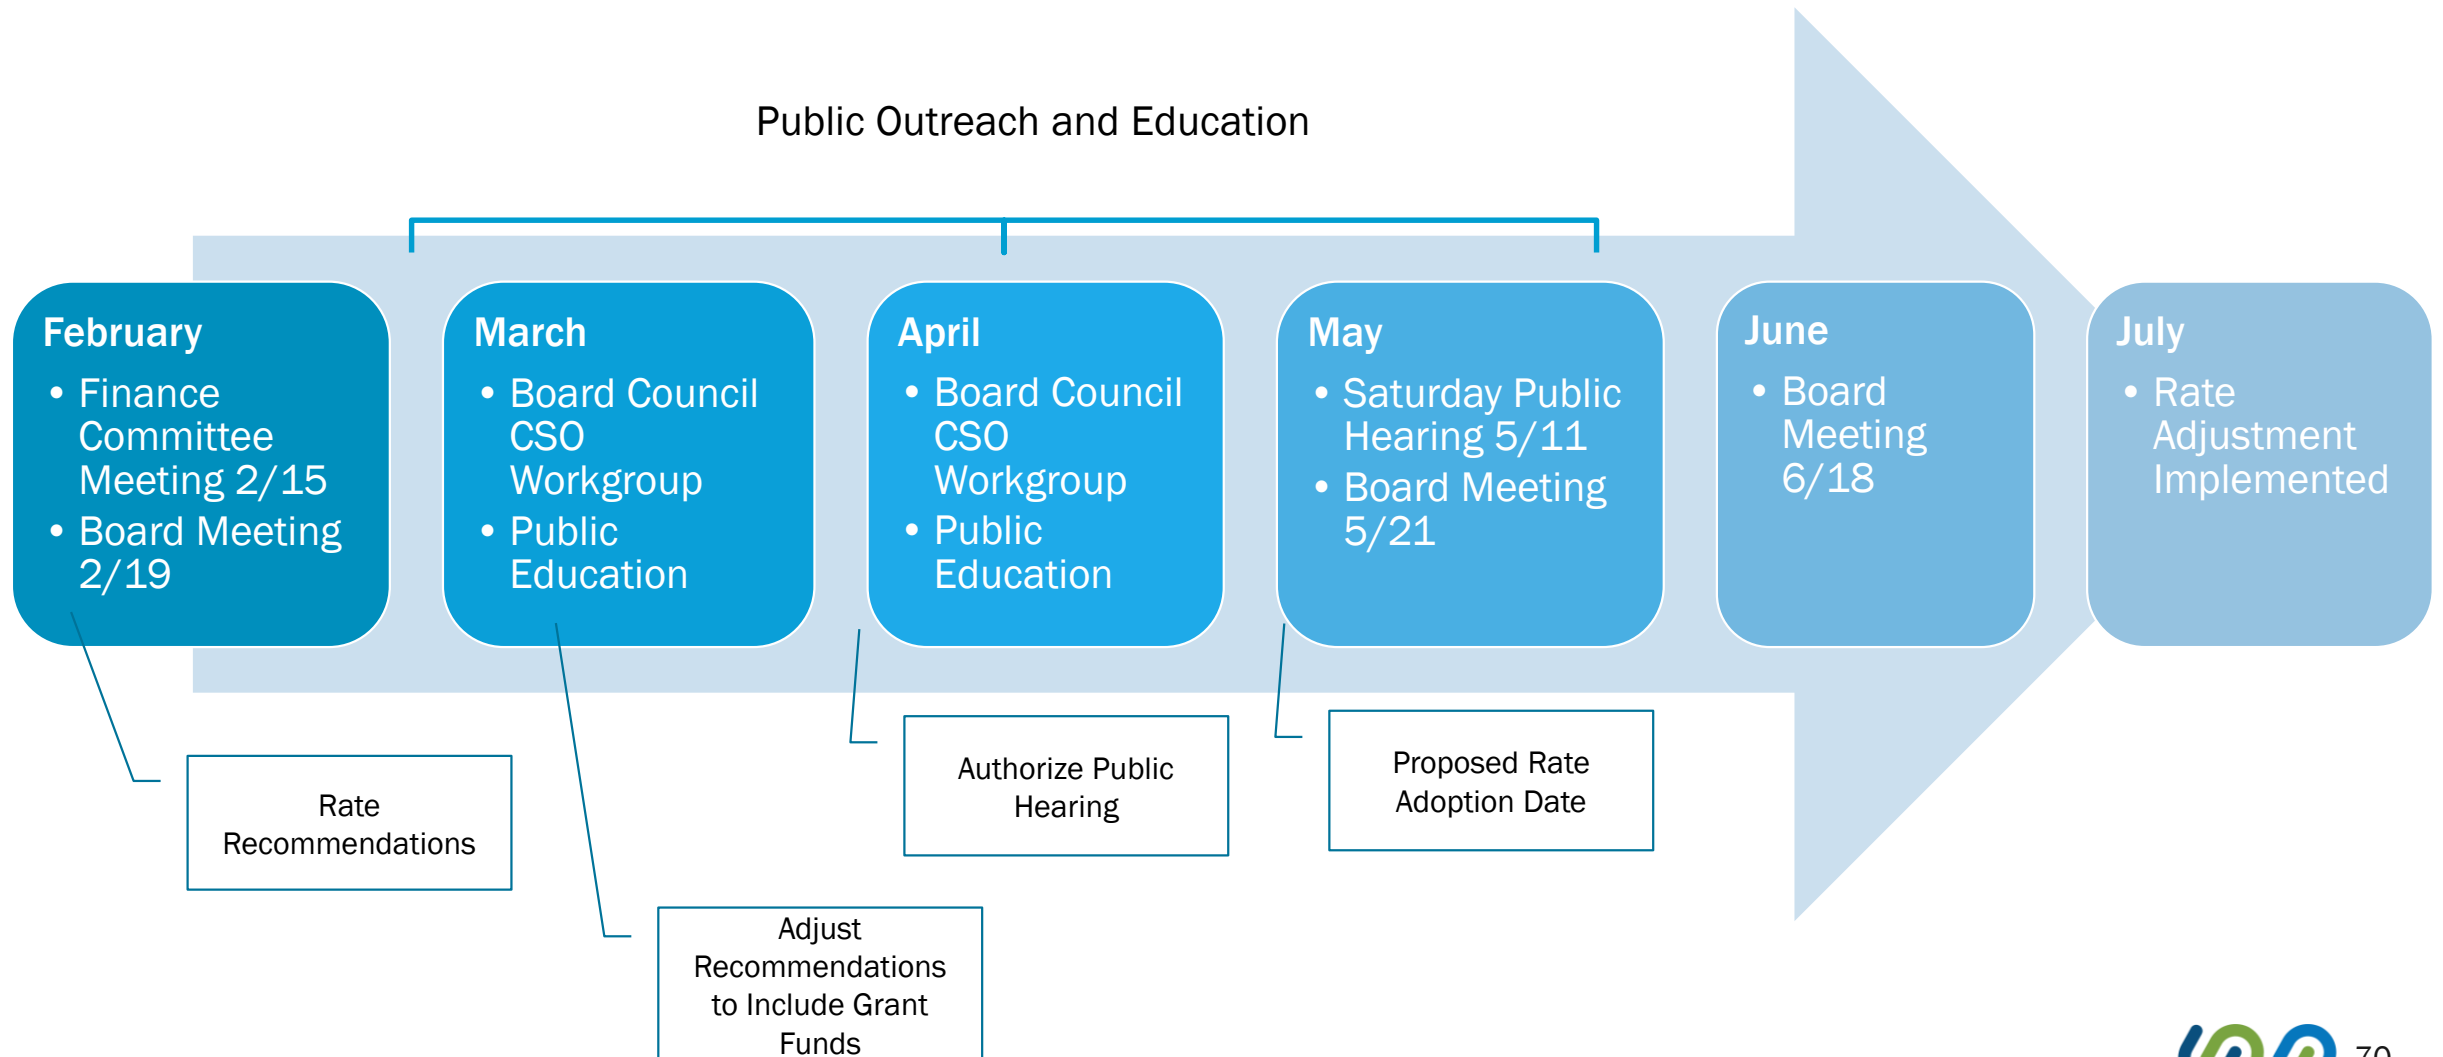 Public Outreach and Education
February
• Finance
Committee
Meeting 2/15
• Board Meeting
2/19
March
• Board Council
CSO
Workgroup
• Public
Education
April
• Board Council
CSO
Workgroup
• Public
Education
May
• Saturday Public
Hearing 5/11
• Board Meeting
5/21
June
• Board
Meeting
6/18
July
• Rate
Adjustment
Implemented
Rate
Recommendations
Adjust
Recommendations
to Include Grant
Funds
Authorize Public
Hearing
Proposed Rate
Adoption Date